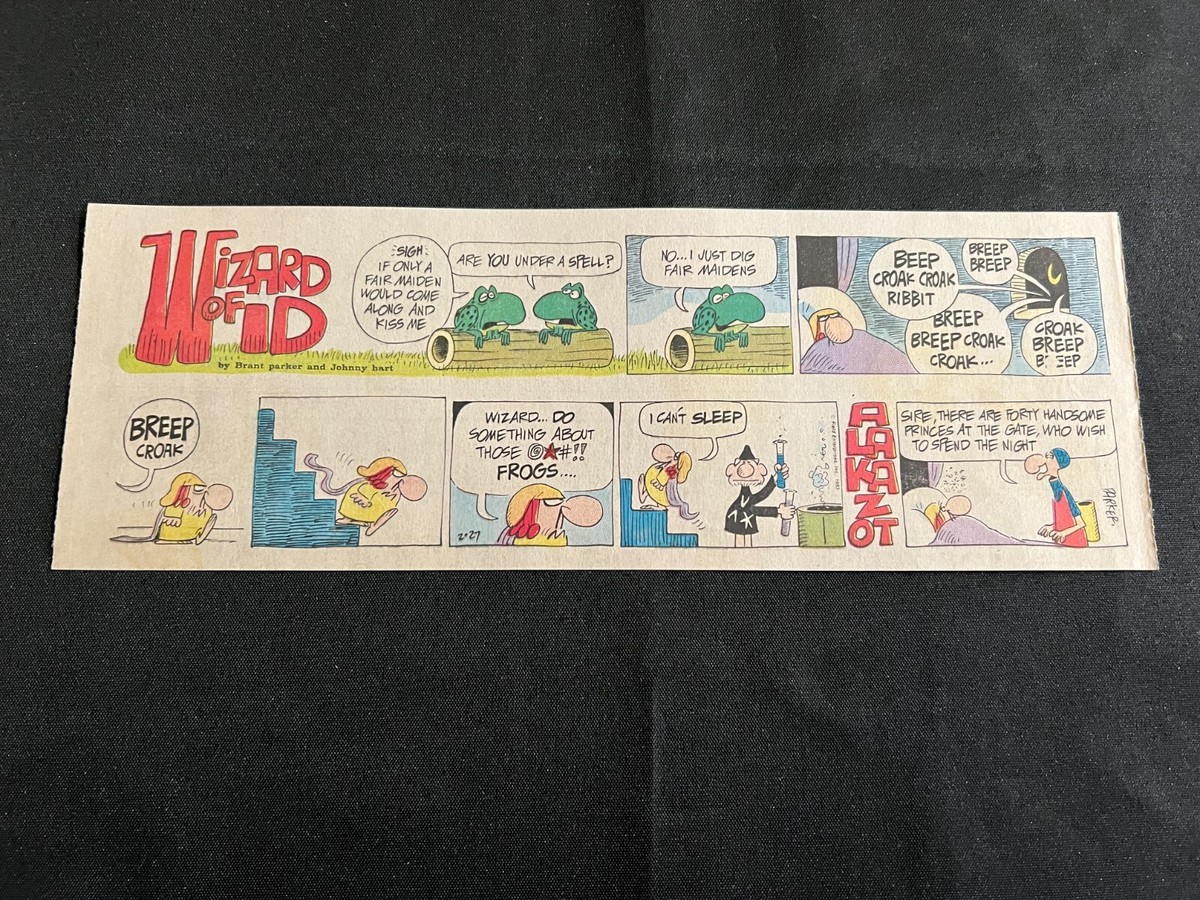 WIZARD
OF ID
by Brant parker and Johnny hart
SIGH
IF ONLY A
FAIR MAIDEN
WOULD COME
ALONG AND
KISS ME
ARE YOU UNDER A SPELL?
NO...I JUST DIG
FAIR MAIDENS
BEEP
CROAK CROAK
RIBBIT
BREEP
BREEP
BREEP
BREEP CROAK
CROAK...
CROAK
BREEP
BREEP
CROAK
WIZARD... DO
SOMETHING ABOUT
THOSE @★#!!
FROGS....
2-27
I CAN'T SLEEP
ALAKAZOT
SIRE, THERE ARE FORTY HANDSOME
PRINCES AT THE GATE, WHO WISH
TO SPEND THE NIGHT
PARKER